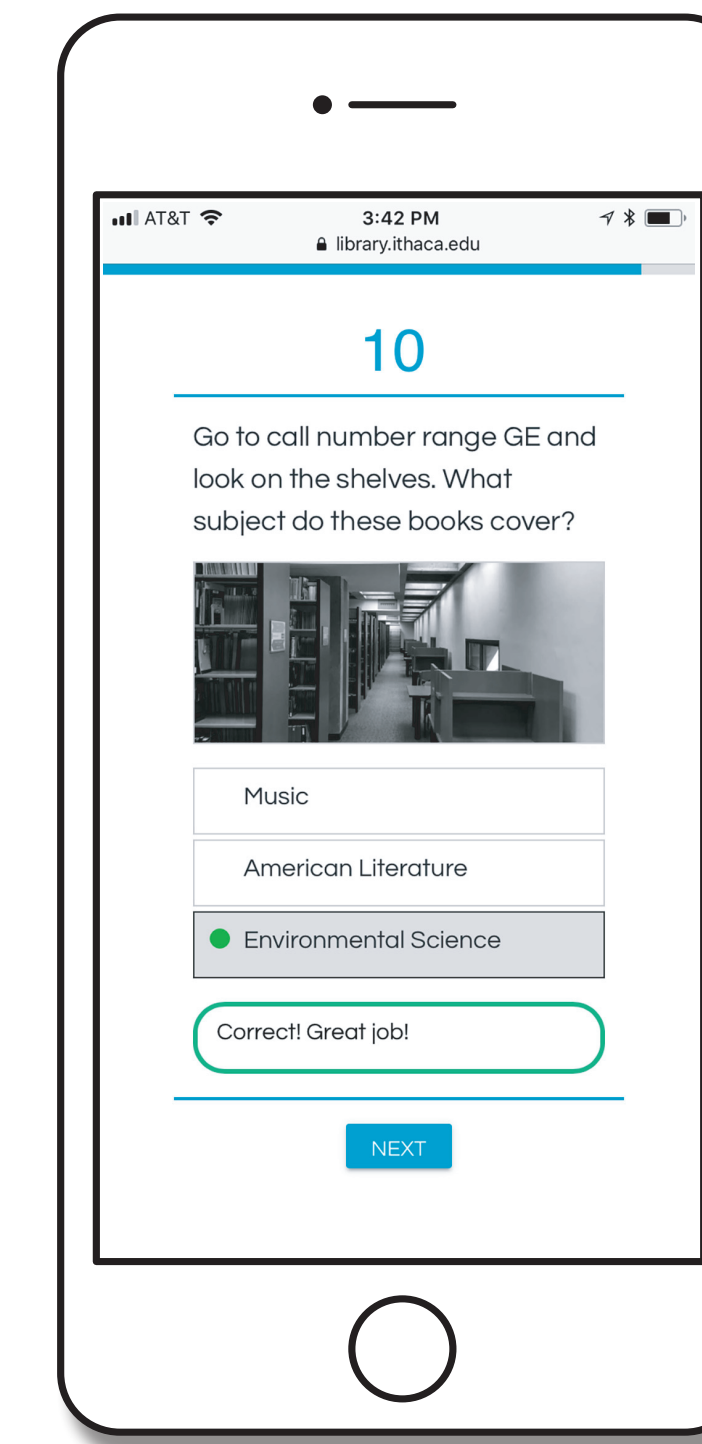 AT&T 3:42 PM
library.ithaca.edu
10
Go to call number range GE and
look on the shelves. What
subject do these books cover?
Music
American Literature
Environmental Science
Correct! Great job!
NEXT